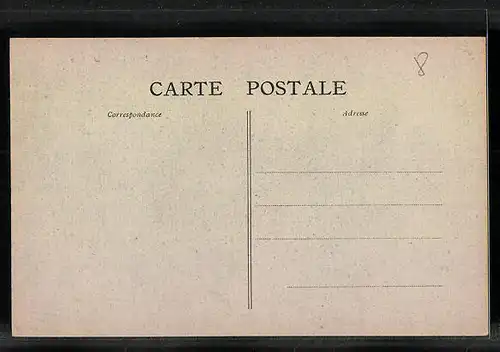 CARTE POSTALE
Correspondance
Adresse
8